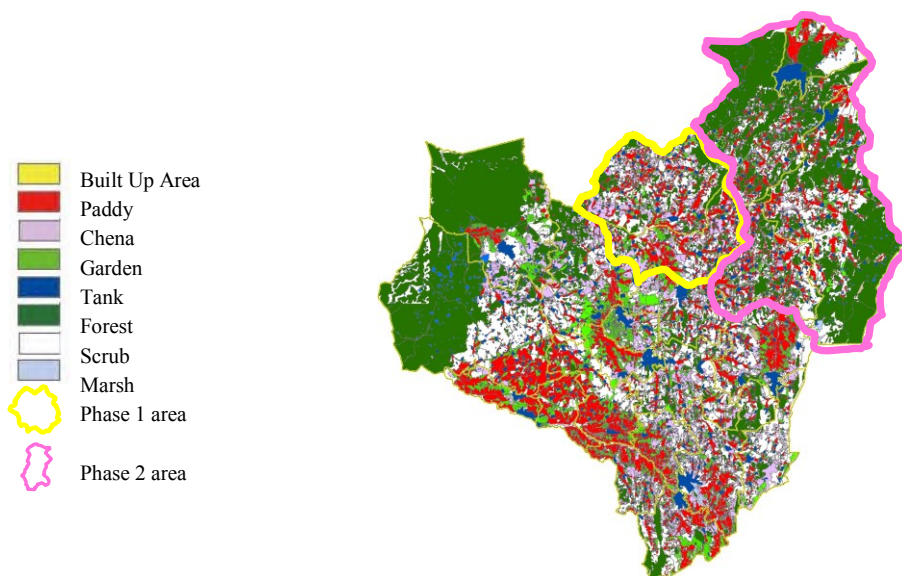 Built Up Area
Paddy
Chena
Garden
Tank
Forest
Scrub
Marsh
Phase 1 area
Phase 2 area